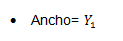 • Ancho= Y₁